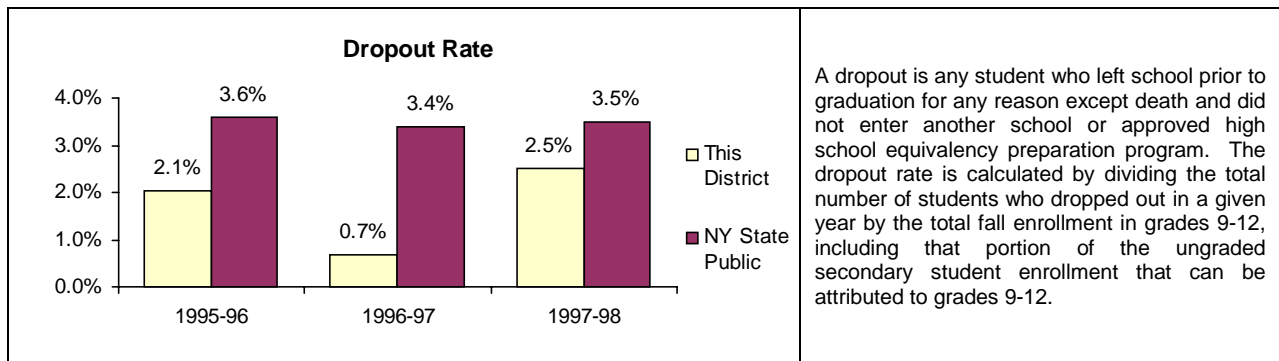 Dropout Rate
4.0%
3.0%
2.0%
1.0%
0.0%
2.1%
3.6%
0.7%
3.4%
2.5%
3.5%
1995-96
1996-97
1997-98
This
District
NY State
Public
A dropout is any student who left school prior to
graduation for any reason except death and did
not enter another school or approved high
school equivalency preparation program. The
dropout rate is calculated by dividing the total
number of students who dropped out in a given
year by the total fall enrollment in grades 9-12,
including that portion of the ungraded
secondary student enrollment that can be
attributed to grades 9-12.